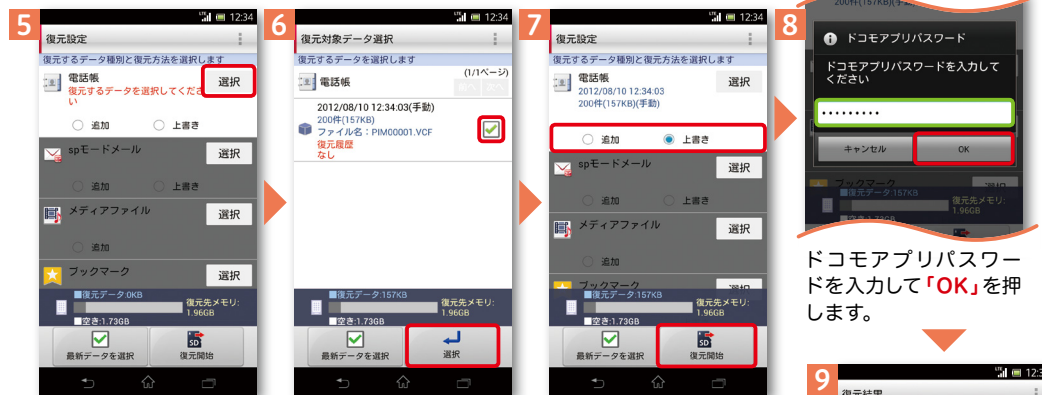 5
12:34
復元設定
復元するデータ種別と復元方法を選択します
電話帳
復元するデータを選択してくださ
い
選択
追加
上書き
spモードメール
選択
追加
上書き
メディアファイル
選択
追加
ブックマーク
選択
■復元データ:0KB
復元先メモリ:
1.96GB
■空き:1.73GB
最新データを選択
復元開始
6
12:34
復元対象データ選択
復元するデータを選択します
電話帳
(1/1ページ)
2012/08/10 12:34:03(手動)
200件(157KB)
ファイル名:PIM00001.VCF
復元履歴
なし
■復元データ:157KB
復元先メモリ:
1.96GB
■空き:1.73GB
最新データを選択
選択
7
12:34
復元設定
復元するデータ種別と復元方法を選択します
電話帳
2012/08/10 12:34:03
200件(157KB)(手動)
選択
追加
上書き
spモードメール
選択
追加
上書き
メディアファイル
選択
追加
ブックマーク
■復元データ:157KB
復元先メモリ:
1.96GB
■空き:1.73GB
最新データを選択
SD
復元開始
8
200件(157KB)(手動)
ドコモアプリパスワード
ドコモアプリパスワードを入力して
ください
•••••••••
キャンセル
OK
ブックマーク
■復元データ:157KB
復元先メモリ:
1.96GB
ドコモアプリパスワー
ドを入力して「OK」を押
します。
9
12:3
復元結果